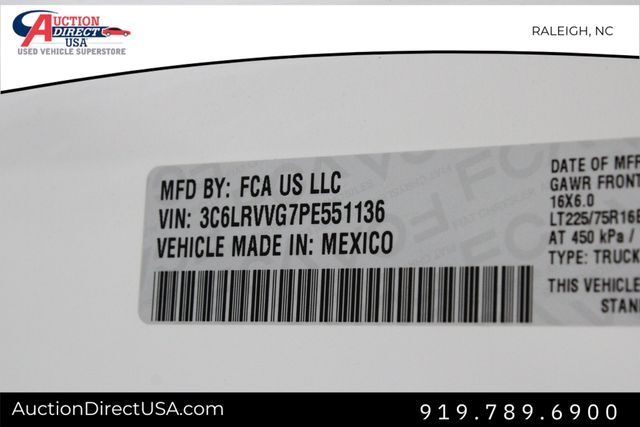 AUCTION
DIRECT
USA
USED VEHICLE SUPERSTORE
RALEIGH, NC
MFD BY: FCA US LLC
VIN: 3C6LRVVG7PE551136
VEHICLE MADE IN: MEXICO
DATE OF MFR
GAWR FRONT
16X6.0
LT225/75R16E
AT 450 kPa /
TYPE: TRUCK
THIS VEHICLE
STAN
FCA
AuctionDirectUSA.com
919.789.6900